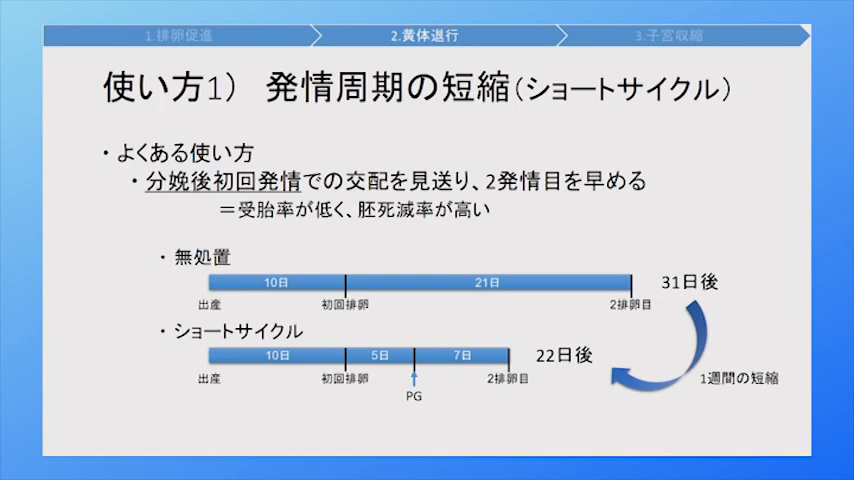 1.排卵促進
2.黄体退行
3.子宮収縮
使い方1) 発情周期の短縮(ショートサイクル)
・よくある使い方
・分娩後初回発情での交配を見送り、2発情目を早める
=受胎率が低く、胚死滅率が高い
・無処置
10日 21日 31日後
出産 初回排卵 2排卵目
・ショートサイクル
10日 5日 7日 22日後
出産 初回排卵 2排卵目 1週間の短縮
PG